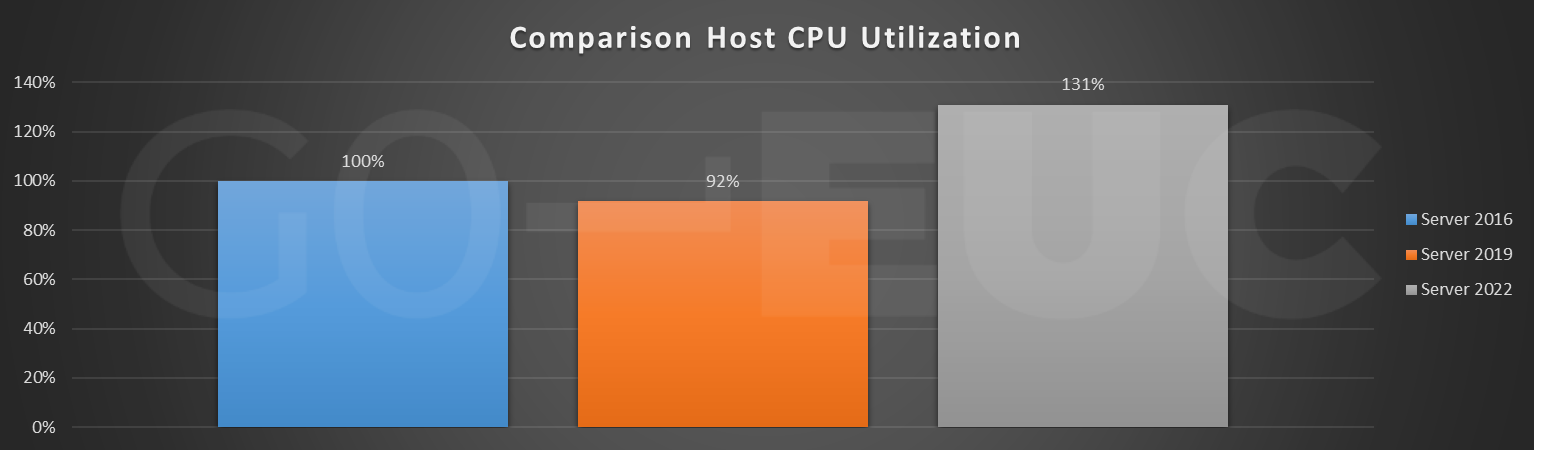 Comparison Host CPU Utilization
140%
120%
100%
80%
60%
40%
20%
0%
100%
92%
131%
Server 2016
Server 2019
Server 2022
GO-EUC